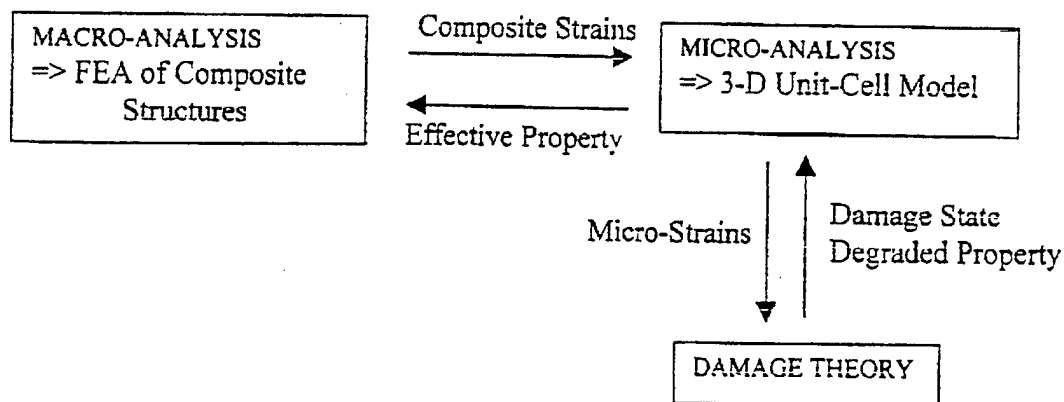 MACRO-ANALYSIS
=> FEA of Composite
Structures
Composite Strains
Effective Property
MICRO-ANALYSIS
=> 3-D Unit-Cell Model
Micro-Strains
Damage State
Degraded Property
DAMAGE THEORY